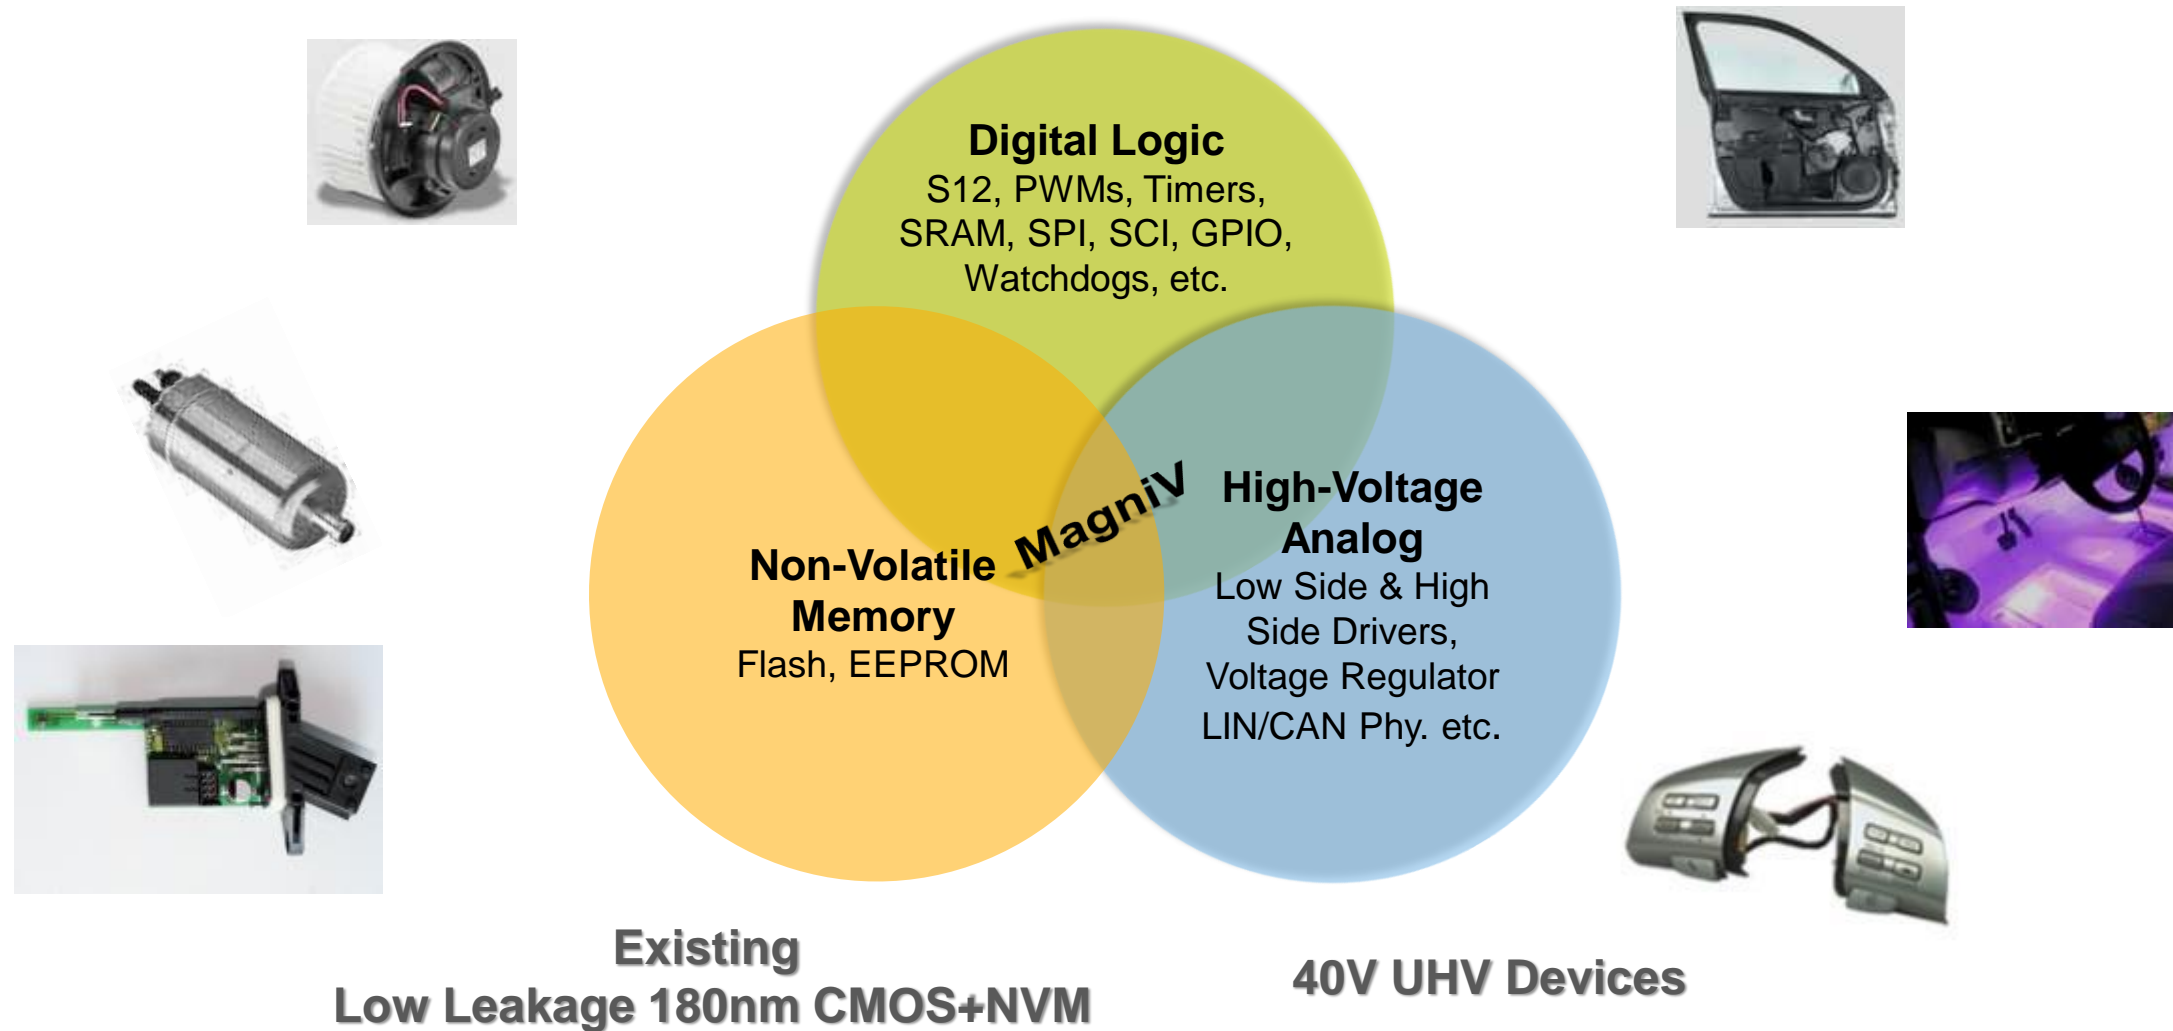 Digital Logic
S12, PWMs, Timers,
SRAM, SPI, SCI, GPIO,
Watchdogs, etc.
MagniV
High-Voltage
Analog
Low Side & High
Side Drivers,
Voltage Regulator
LIN/CAN Phy. etc.
Non-Volatile
Memory
Flash, EEPROM
Existing
Low Leakage 180nm CMOS+NVM
40V UHV Devices